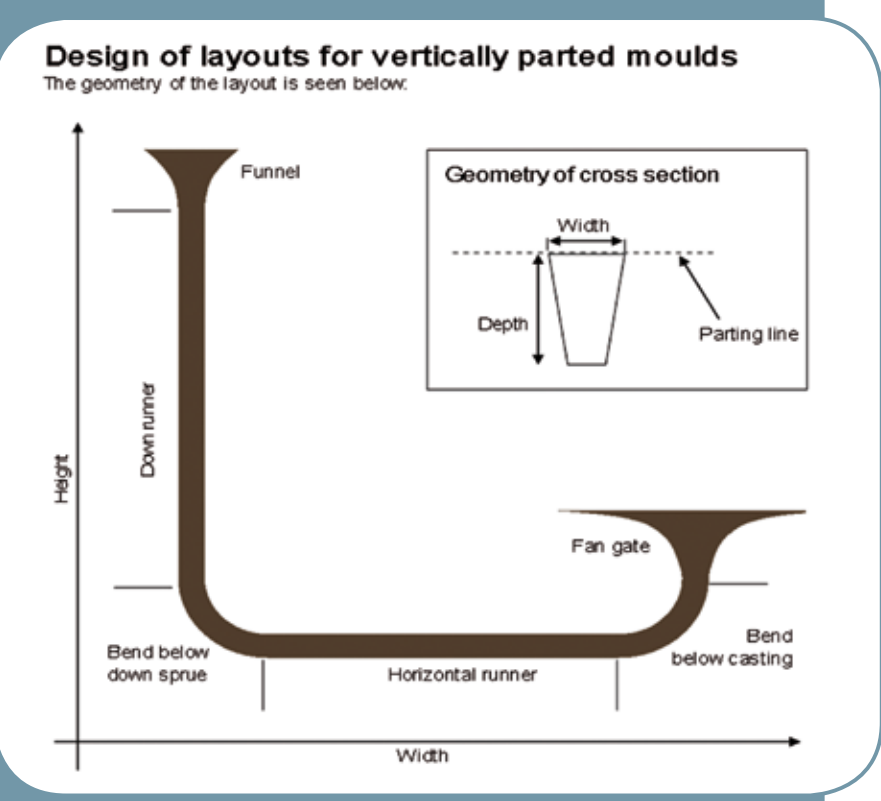 Design of layouts for vertically parted moulds
The geometry of the layout is seen below:
Funnel
Geometry of cross section
Width
Depth
Parting line
Down runner
Height
Fan gate
Bend below
down sprue
Horizontal runner
Bend
below casting
Width